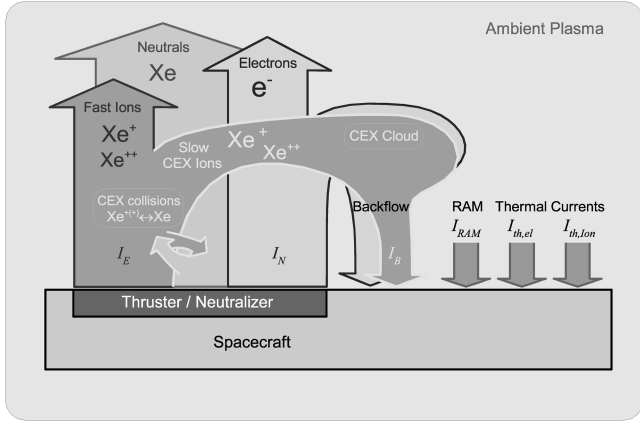 Ambient Plasma
Neutrals
Xe
Electrons
e-
Fast Ions
Xe+
Xe++
Slow
CEX Ions
Xe+
Xe++
CEX Cloud
CEX collisions
Xe+(+)↔Xe
Backflow
RAM
Thermal Currents
I_RAM
I_th,el
I_th,Ion
I_E
I_N
I_B
Thruster / Neutralizer
Spacecraft